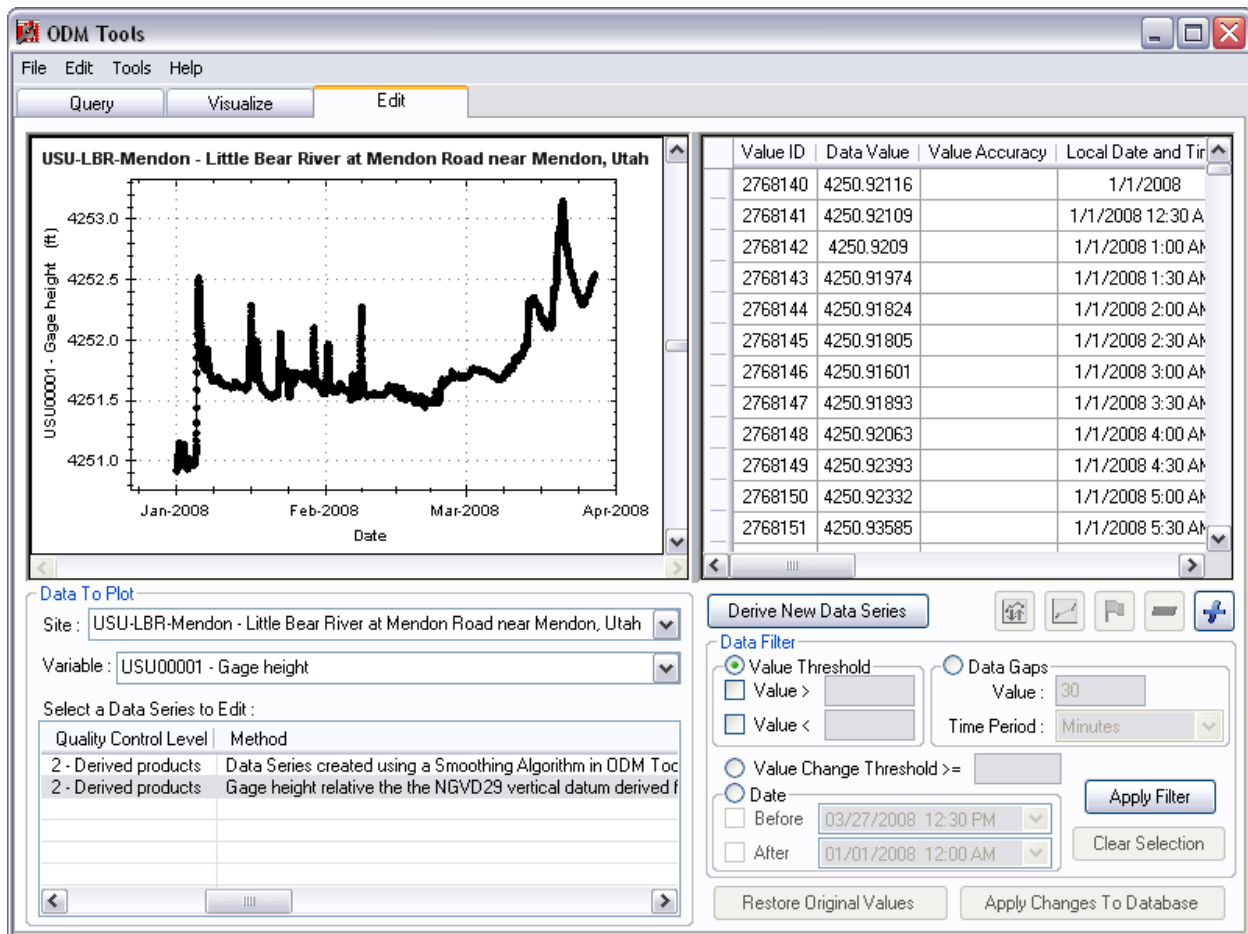 ODM Tools
File Edit Tools Help
Query Visualize Edit
USU-LBR-Mendon - Little Bear River at Mendon Road near Mendon, Utah
USU00001 - Gage height (ft)
4253.0
4252.5
4252.0
4251.5
4251.0
Jan-2008 Feb-2008 Mar-2008 Apr-2008
Date
Value ID Data Value Value Accuracy Local Date and Tir
2768140 4250.92116 1/1/2008
2768141 4250.92109 1/1/2008 12:30 A
2768142 4250.9209 1/1/2008 1:00 AM
2768143 4250.91974 1/1/2008 1:30 AM
2768144 4250.91824 1/1/2008 2:00 AM
2768145 4250.91805 1/1/2008 2:30 AM
2768146 4250.91601 1/1/2008 3:00 AM
2768147 4250.91893 1/1/2008 3:30 AM
2768148 4250.92063 1/1/2008 4:00 AM
2768149 4250.92393 1/1/2008 4:30 AM
2768150 4250.92332 1/1/2008 5:00 AM
2768151 4250.93585 1/1/2008 5:30 AM
Data To Plot
Site : USU-LBR-Mendon - Little Bear River at Mendon Road near Mendon, Utah
Variable : USU00001 - Gage height
Select a Data Series to Edit :
Quality Control Level Method
2 - Derived products Data Series created using a Smoothing Algorithm in ODM Toc
2 - Derived products Gage height relative the the NGVD29 vertical datum derived f
Derive New Data Series
Data Filter
Value Threshold
Value >
Value <
Data Gaps
Value : 30
Time Period : Minutes
Value Change Threshold >=
Date
Before 03/27/2008 12:30 PM
After 01/01/2008 12:00 AM
Apply Filter
Clear Selection
Restore Original Values Apply Changes To Database